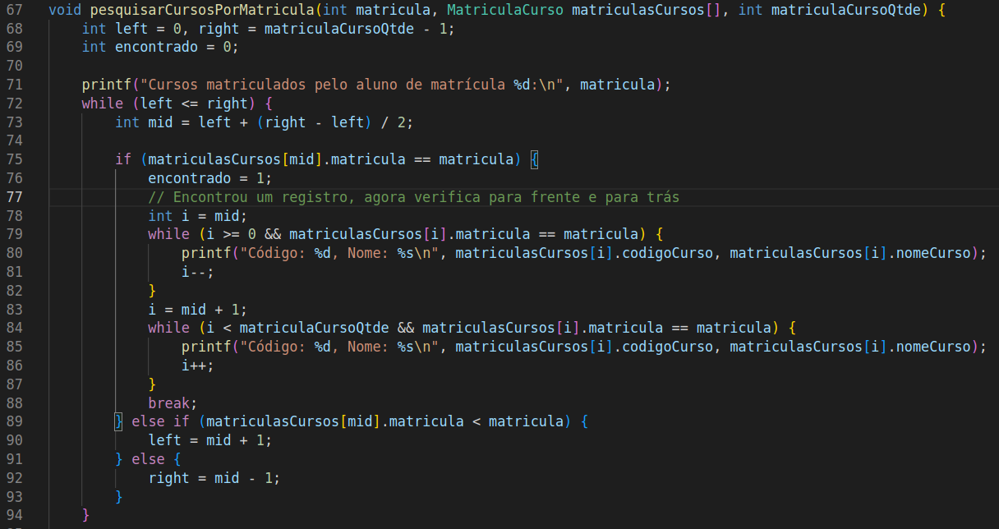 67 void pesquisarCursosPorMatricula(int matricula, MatriculaCurso matriculasCursos[], int matriculaCursoQtde) {
68     int left = 0, right = matriculaCursoQtde - 1;
69     int encontrado = 0;
70
71     printf("Cursos matriculados pelo aluno de matrícula %d:\n", matricula);
72     while (left <= right) {
73         int mid = left + (right - left) / 2;
74
75         if (matriculasCursos[mid].matricula == matricula) {
76             encontrado = 1;
77             // Encontrou um registro, agora verifica para frente e para trás
78             int i = mid;
79             while (i >= 0 && matriculasCursos[i].matricula == matricula) {
80                 printf("Código: %d, Nome: %s\n", matriculasCursos[i].codigoCurso, matriculasCursos[i].nomeCurso);
81                 i--;
82             }
83             i = mid + 1;
84             while (i < matriculaCursoQtde && matriculasCursos[i].matricula == matricula) {
85                 printf("Código: %d, Nome: %s\n", matriculasCursos[i].codigoCurso, matriculasCursos[i].nomeCurso);
86                 i++;
87             }
88             break;
89         } else if (matriculasCursos[mid].matricula < matricula) {
90             left = mid + 1;
91         } else {
92             right = mid - 1;
93         }
94     }